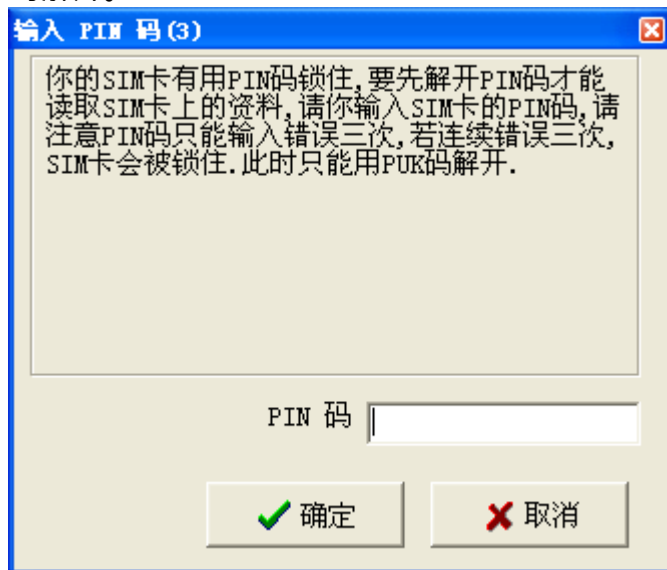 输入 PIN 码(3)
你的SIM卡有用PIN码锁住,要先解开PIN码才能
读取SIM卡上的资料,请你输入SIM卡的PIN码,请
注意PIN码只能输入错误三次,若连续错误三次,
SIM卡会被锁住.此时只能用PUK码解开.
PIN 码
确定
取消